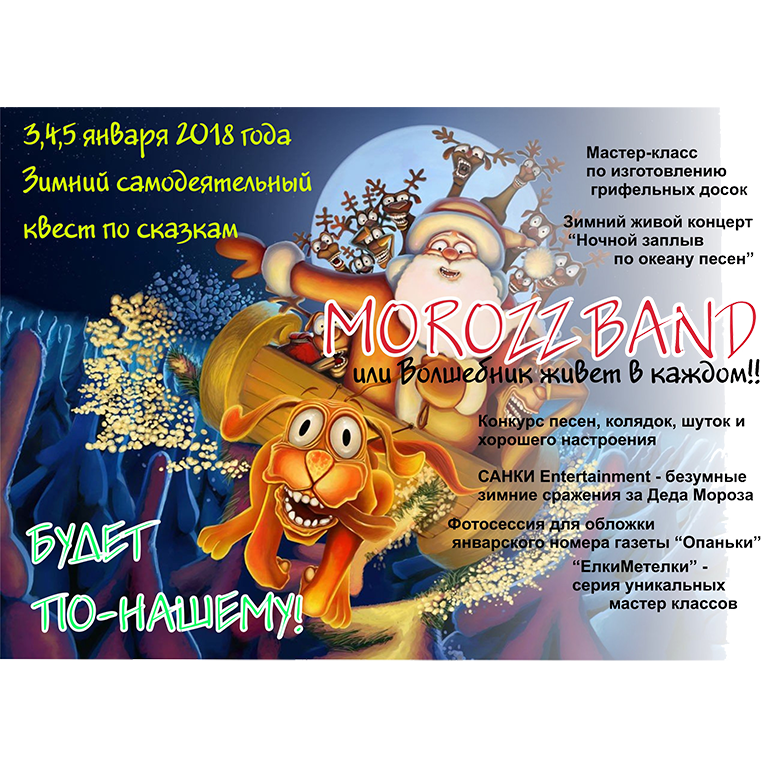 3,4,5 января 2018 года
Зимний самодеятельный
квест по сказкам
Мастер-класс
по изготовлению
грифельных досок
Зимний живой концерт
“Ночной заплыв
по океану песен”
MOROZZ BAND
или Волшебник живет в каждом!!
Конкурс песен, колядок, шуток и
хорошего настроения
САНКИ Entertainment - безумные
зимние сражения за Деда Мороза
Фотосессия для обложки
январского номера газеты “Опаньки”
“ЕлкиМетелки” -
серия уникальных
мастер классов
БУДЕТ
ПО-НАШЕМУ!